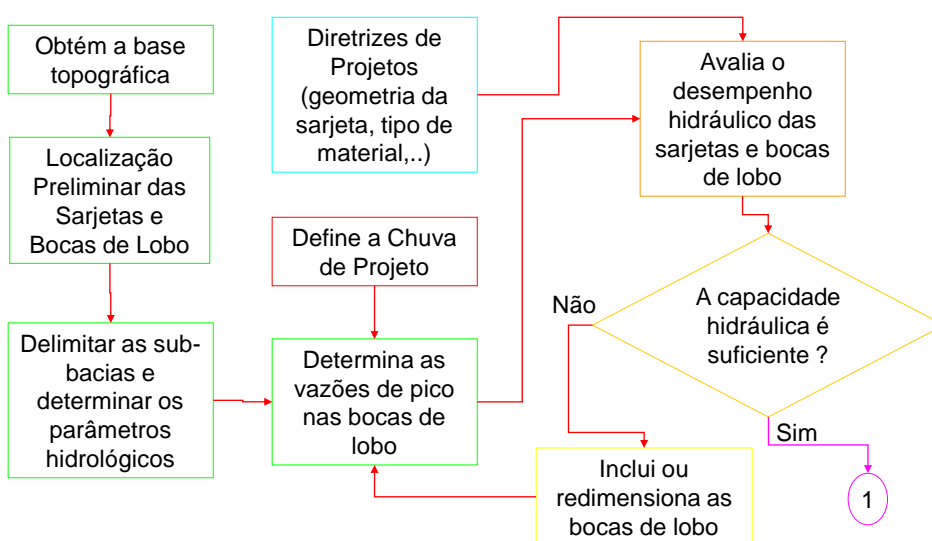 Obtém a base
topográfica
Localização
Preliminar das
Sarjetas e
Bocas de Lobo
Delimitar as sub-
bacias e
determinar os
parâmetros
hidrológicos
Diretrizes de
Projetos
(geometria da
sarjeta, tipo de
material,..)
Define a Chuva
de Projeto
Determina as
vazões de pico
nas bocas de
lobo
Avalia o
desempenho
hidráulico das
sarjetas e bocas
de lobo
A capacidade
hidráulica é
suficiente ?
Não
Sim
Inclui ou
redimensiona as
bocas de lobo
1